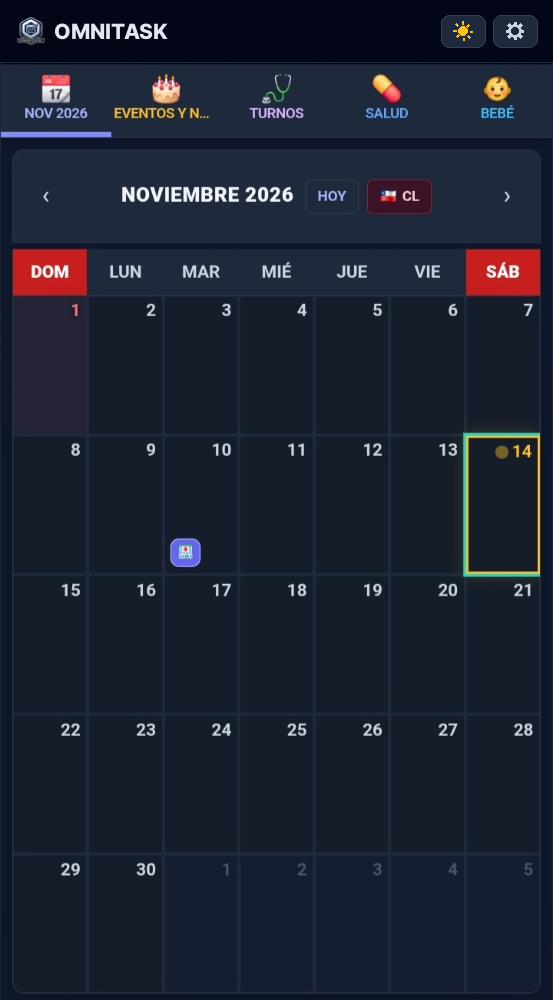 OMNITASK
NOV 2026
EVENTOS Y N...
TURNOS
SALUD
BEBÉ
‹ NOVIEMBRE 2026 HOY CL ›
DOM LUN MAR MIÉ JUE VIE SÁB
1 2 3 4 5 6 7
8 9 10 11 12 13 14
15 16 17 18 19 20 21
22 23 24 25 26 27 28
29 30 1 2 3 4 5